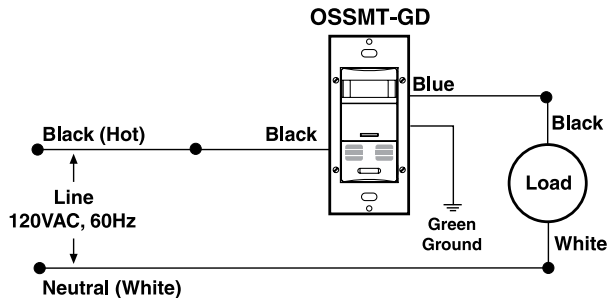 OSSMT-GD
Blue
Black (Hot)
Black
Black
Line
120VAC, 60Hz
Load
Green
Ground
White
Neutral (White)